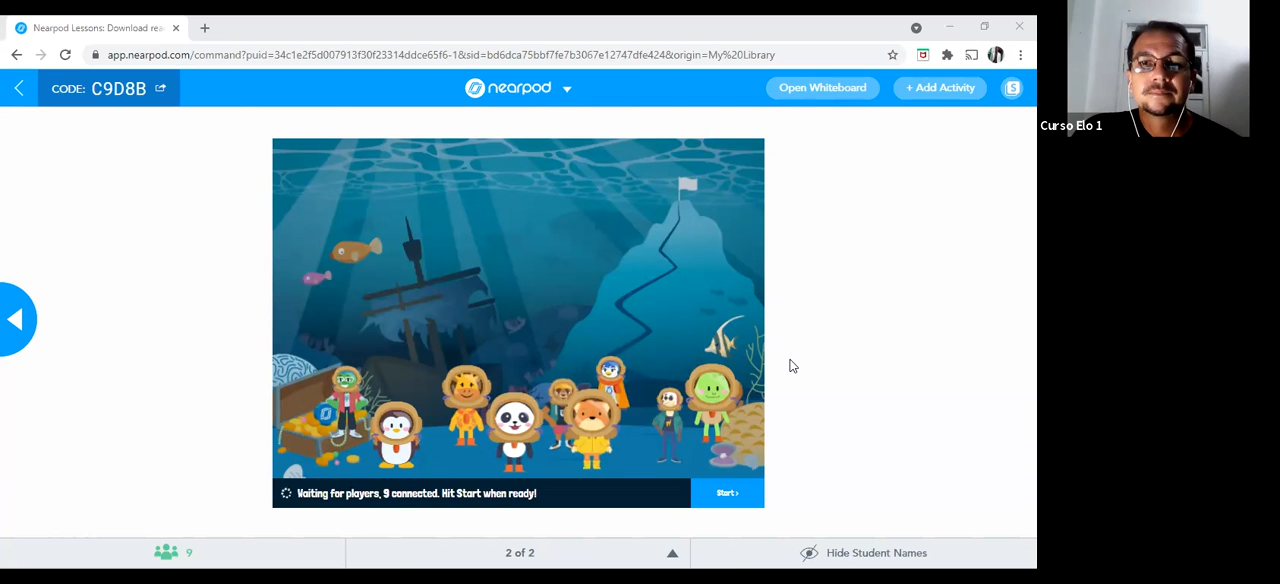 Nearpod Lessons: Download rea
app.nearpod.com/command?puid=34c1e2f5d007913f30f23314ddce65f6-1&sid=bd6dca75bbf7fe7b3067e12747dfe424&origin=My%20Library
CODE: C9D8B
nearpod
Open Whiteboard
+ Add Activity
S
Curso Elo 1
Waiting for players, 9 connected. Hit Start when ready!
Start ›
9
2 of 2
Hide Student Names